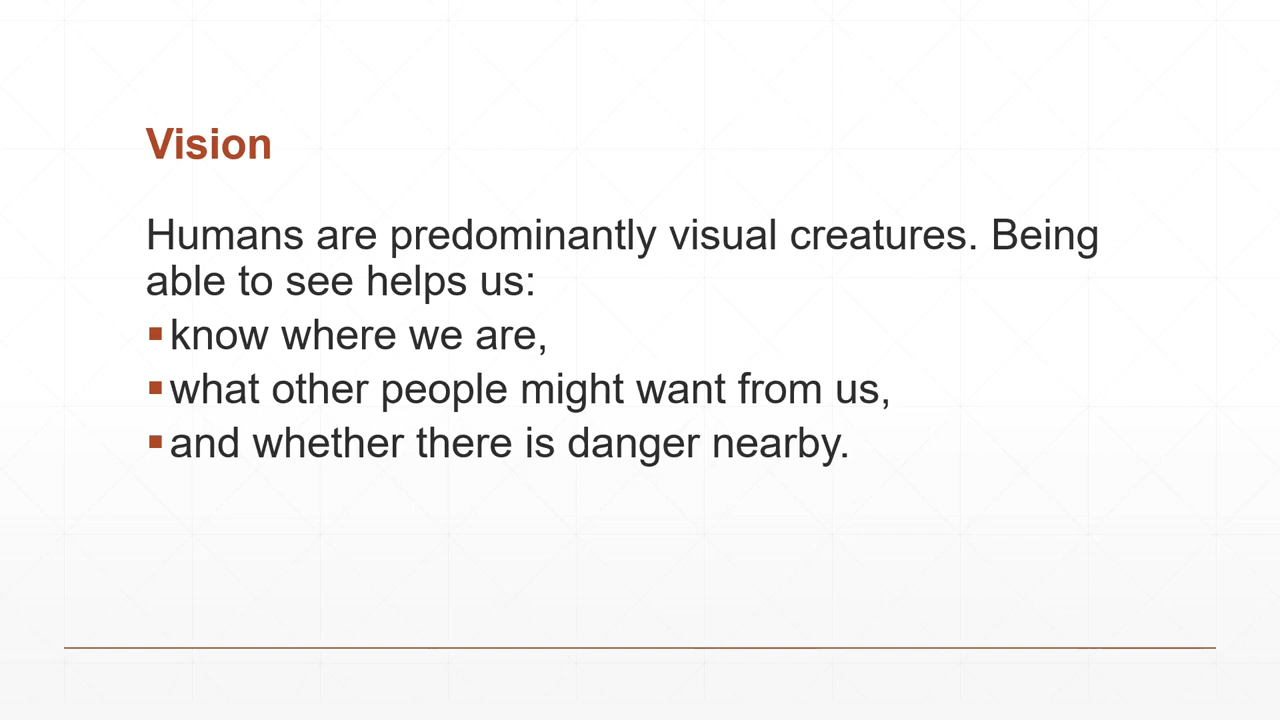 Vision
Humans are predominantly visual creatures. Being
able to see helps us:
▪know where we are,
▪what other people might want from us,
▪and whether there is danger nearby.